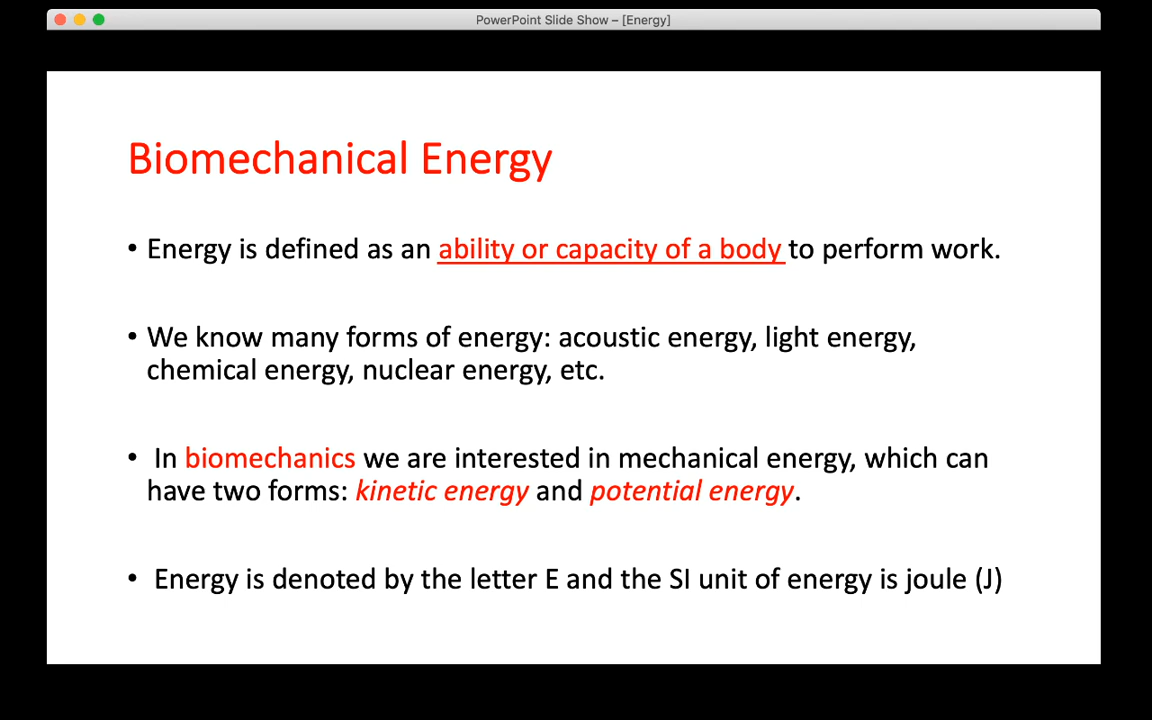 PowerPoint Slide Show – [Energy]
Biomechanical Energy
• Energy is defined as an ability or capacity of a body to perform work.
• We know many forms of energy: acoustic energy, light energy,
chemical energy, nuclear energy, etc.
• In biomechanics we are interested in mechanical energy, which can
have two forms: kinetic energy and potential energy.
• Energy is denoted by the letter E and the SI unit of energy is joule (J)